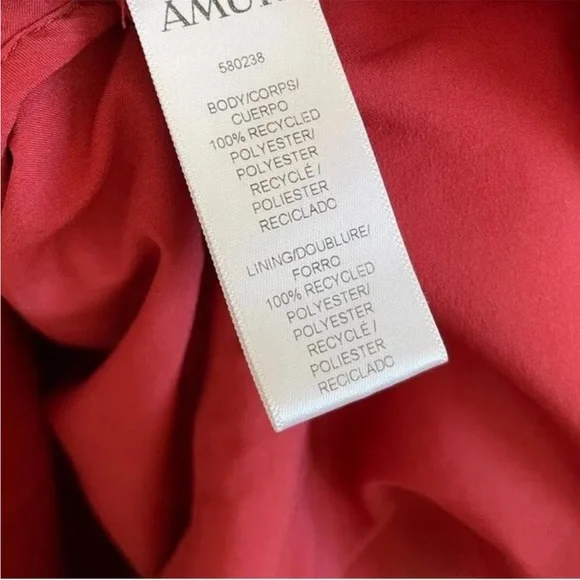 580238
BODY/CORPS/
CUERPO
100% RECYCLED
POLYESTER/
POLYESTER
RECYCLÉ /
POLIESTER
RECICLADO
LINING/DOUBLURE/
FORRO
100% RECYCLED
POLYESTER/
POLYESTER
RECYCLÉ /
POLIESTER
RECICLADO